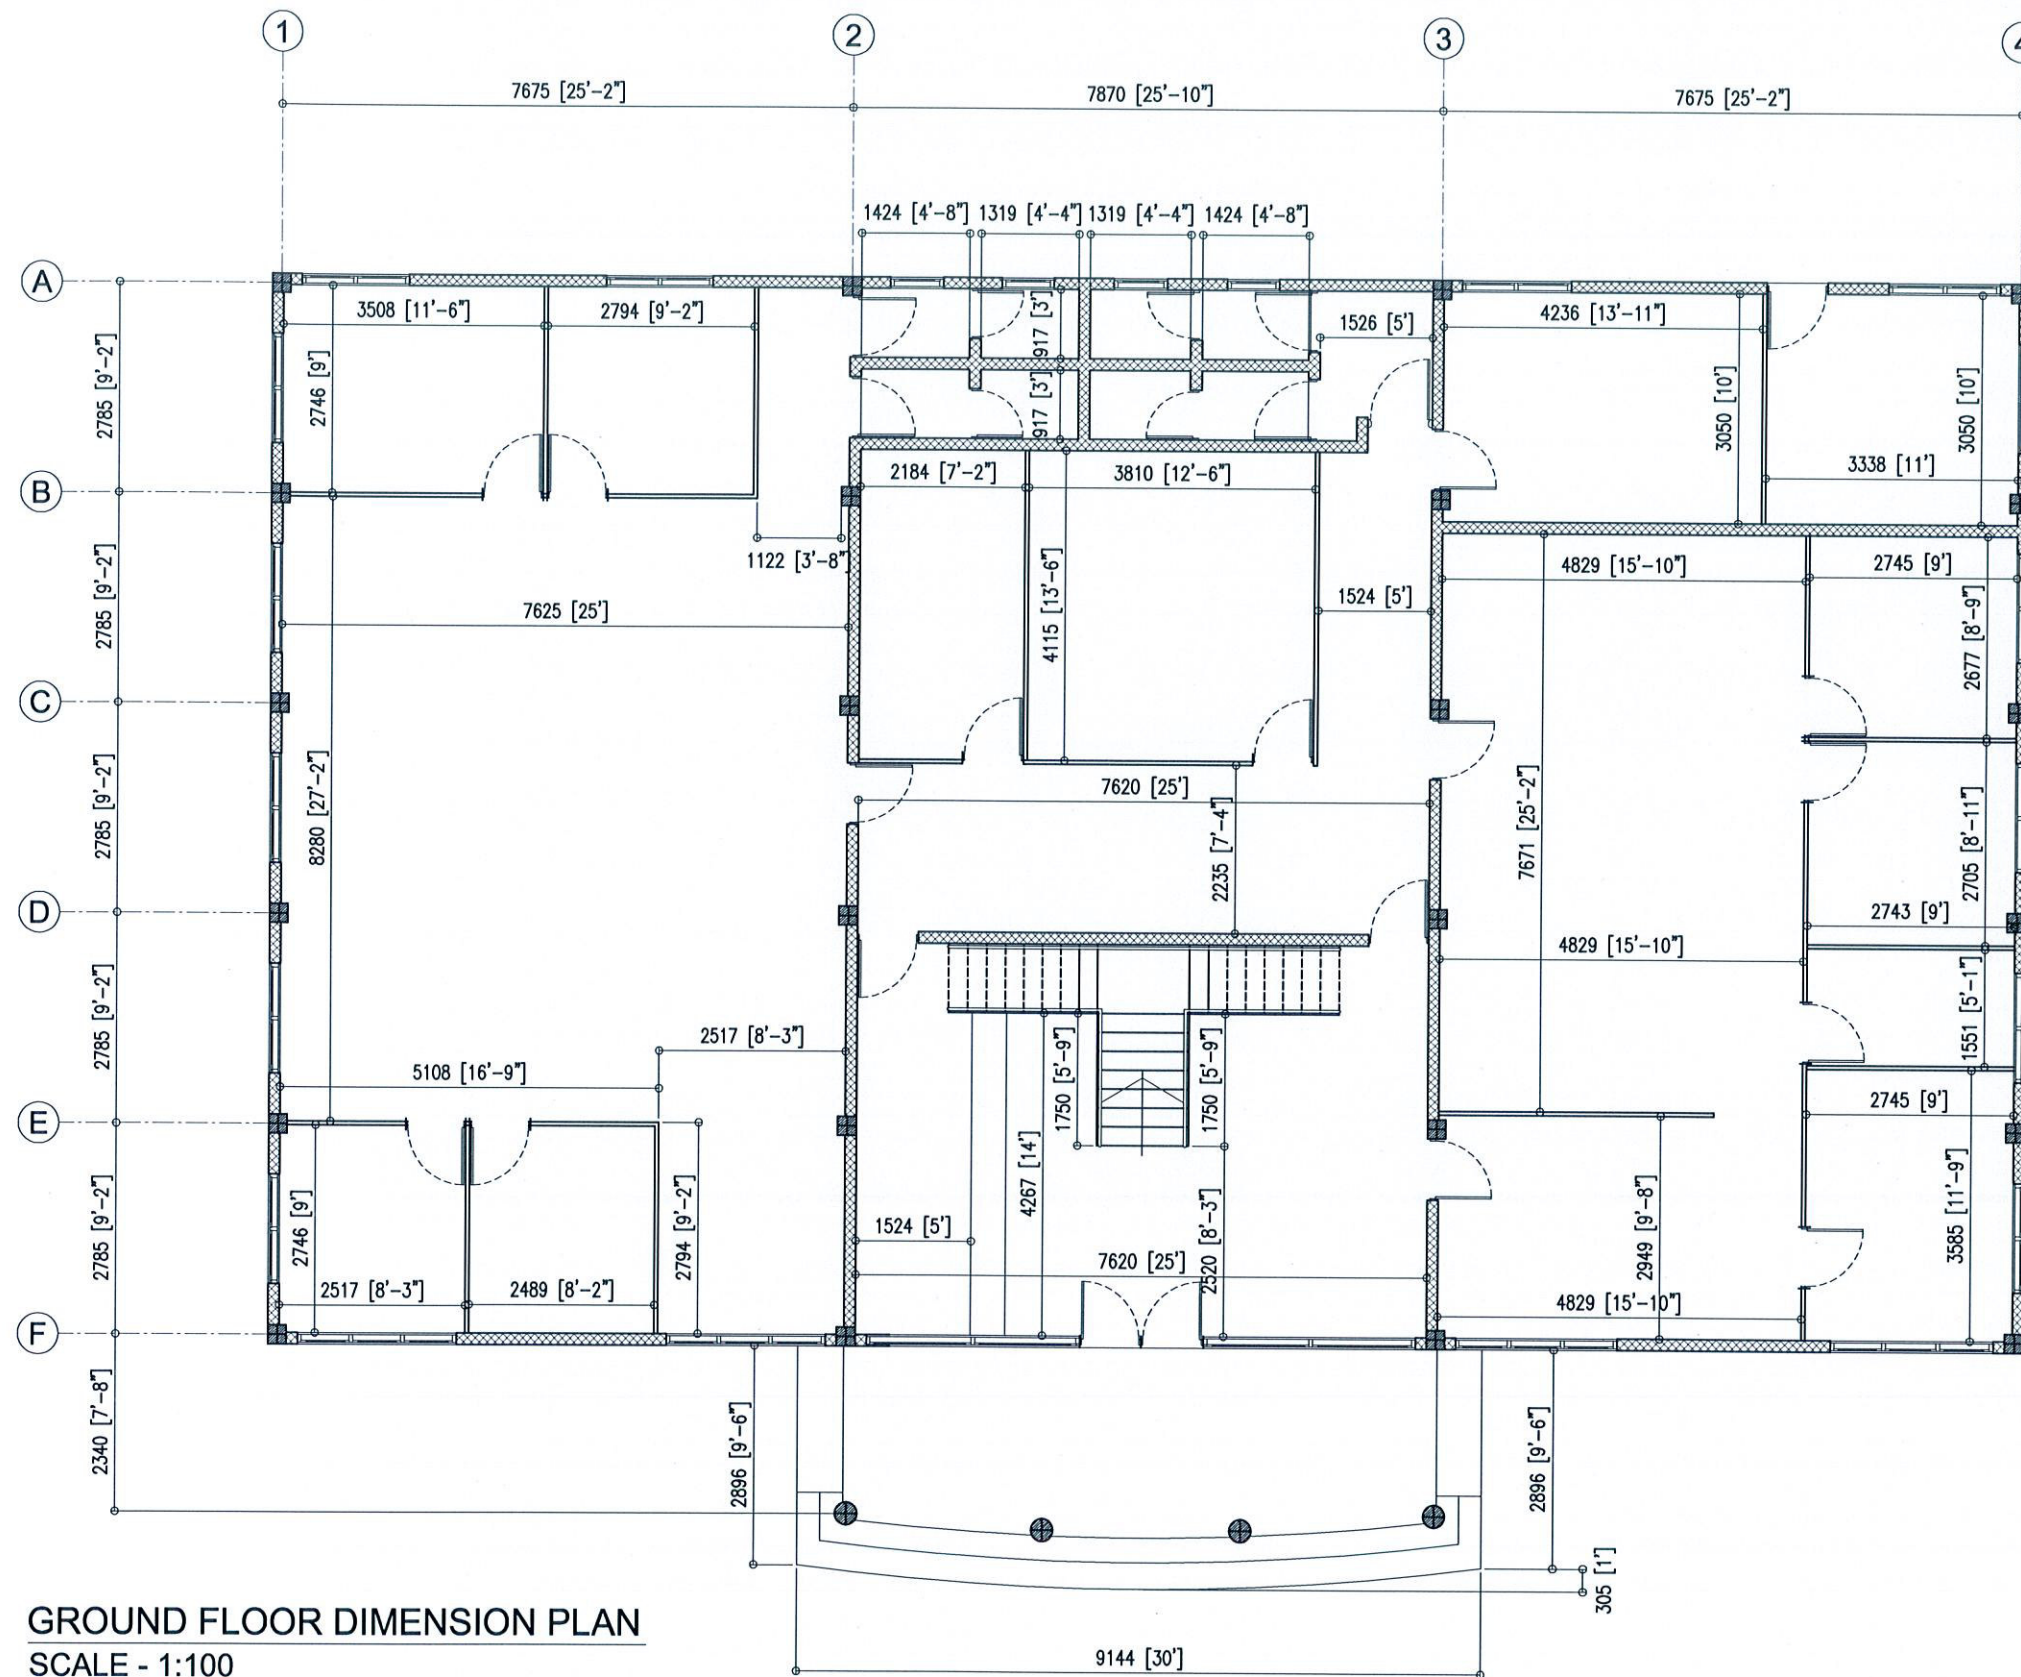 1 2 3
7675 [25'-2"] 7870 [25'-10"] 7675 [25'-2"]
1424 [4'-8"] 1319 [4'-4"] 1319 [4'-4"] 1424 [4'-8"]
A
3508 [11'-6"] 2794 [9'-2"] 917 [3'] 1526 [5'] 4236 [13'-11"]
2785 [9'-2"] 2746 [9'] 917 [3'] 3050 [10'] 3050 [10']
B
2184 [7'-2"] 3810 [12'-6"] 3338 [11']
1122 [3'-8"] 4829 [15'-10"] 2745 [9']
2785 [9'-2"] 7625 [25'] 4115 [13'-6"] 1524 [5'] 2677 [8'-9"]
C
2785 [9'-2"] 8280 [27'-2"] 7620 [25'] 2235 [7'-4"] 7671 [25'-2"] 2705 [8'-11"]
D
2743 [9']
4829 [15'-10"]
2785 [9'-2"] 2517 [8'-3"] 1750 [5'-9"] 1750 [5'-9"] 1551 [5'-1"]
5108 [16'-9"] 2745 [9']
E
2785 [9'-2"] 2746 [9'] 2794 [9'-2"] 4267 [14'] 2520 [8'-3"] 2949 [9'-8"] 3585 [11'-9"]
1524 [5']
2517 [8'-3"] 2489 [8'-2"] 7620 [25'] 4829 [15'-10"]
F
2340 [7'-8"] 2896 [9'-6"] 2896 [9'-6"]
305 [1']
GROUND FLOOR DIMENSION PLAN
SCALE - 1:100
9144 [30']